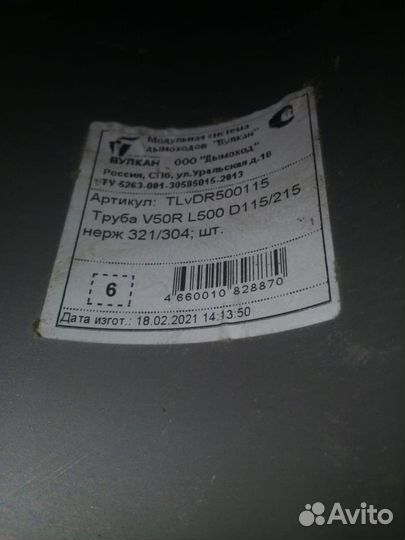 Модульная система
дымоходов "Вулкан"
ВУЛКАН
ООО "Дымоход"
Россия, СПб, ул.Уральская д.10
ТУ 5263-001-30505015-2013
Артикул: TLvDR500115
Труба V50R L500 D115/215
нерж 321/304; шт.
6
4 660010 828870
Дата изгот.: 18.02.2021 14:13:50
Avito